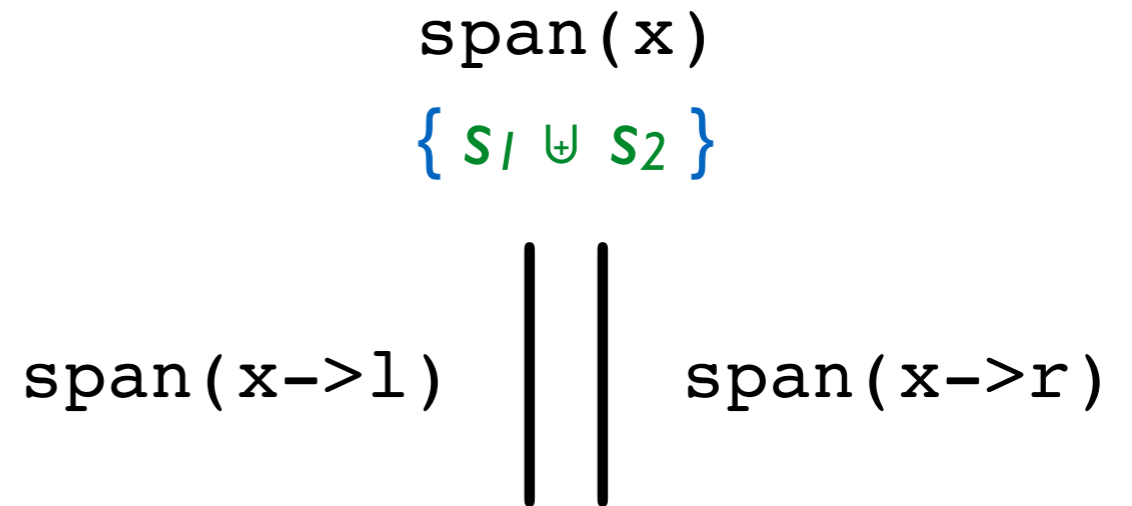 span(x)
{ s1 ⊎ s2 }
span(x->l) || span(x->r)